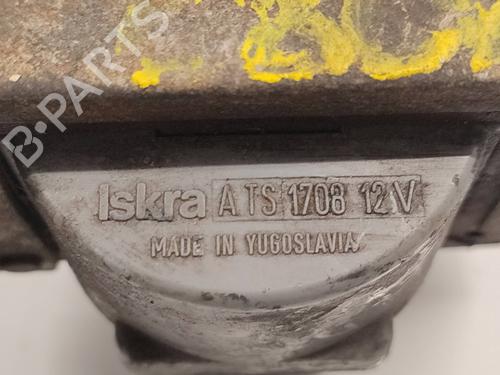 B-PARTS
Iskra ATS 1708 12V
MADE IN YUGOSLAVIA